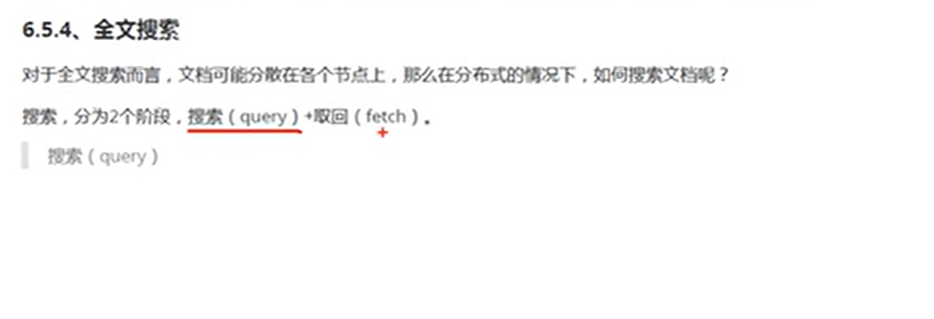 6.5.4、全文搜索
对于全文搜索而言，文档可能分散在各个节点上，那么在分布式的情况下，如何搜索文档呢？
搜索，分为2个阶段，搜索（query）+取回（fetch）。
搜索（query）